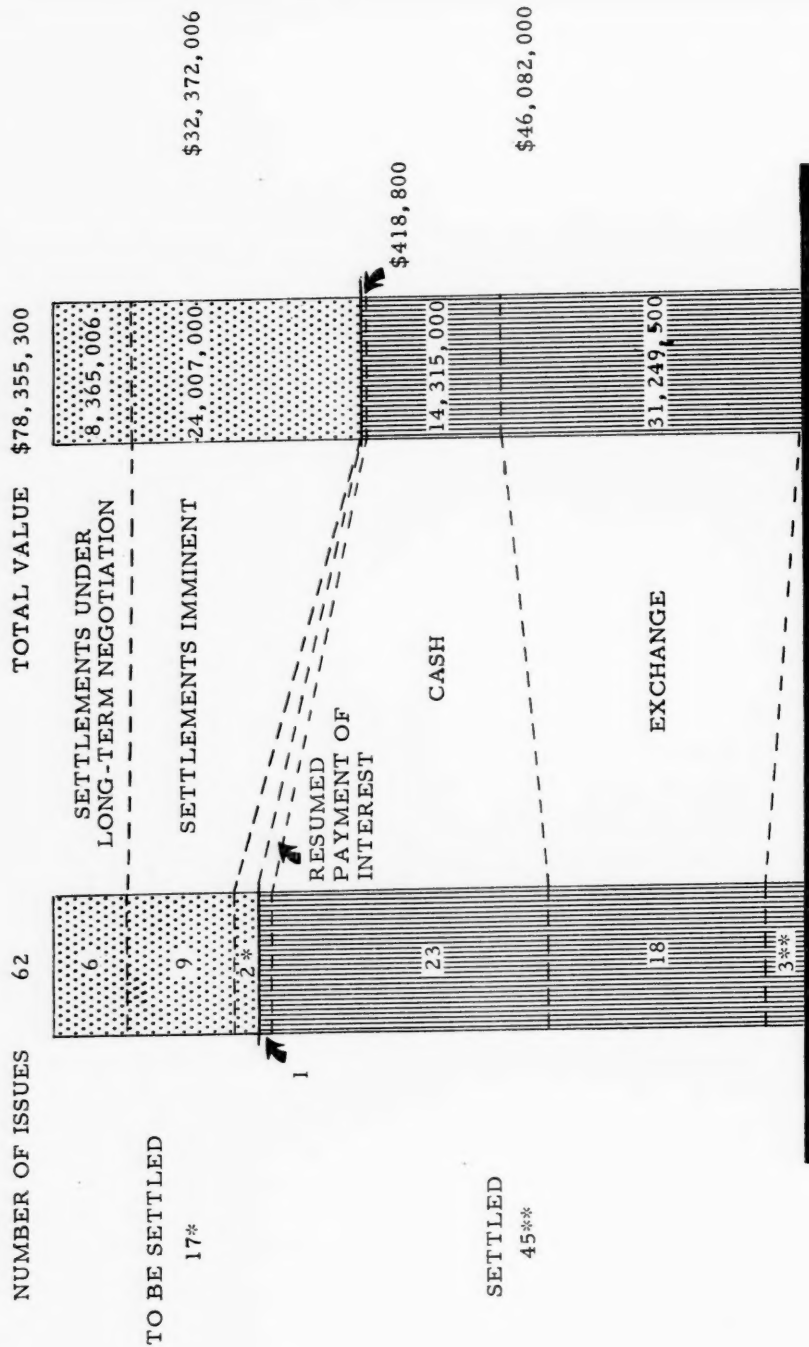 NUMBER OF ISSUES 62 TOTAL VALUE $78,355,300
6 SETTLEMENTS UNDER 8,365,006
LONG-TERM NEGOTIATION
TO BE SETTLED 9 SETTLEMENTS IMMINENT 24,007,000 $32,372,006
17*
2*
1 RESUMED $418,800
PAYMENT OF
INTEREST
23 CASH 14,315,000
SETTLED $46,082,000
45**
18 EXCHANGE 31,249,500
3**